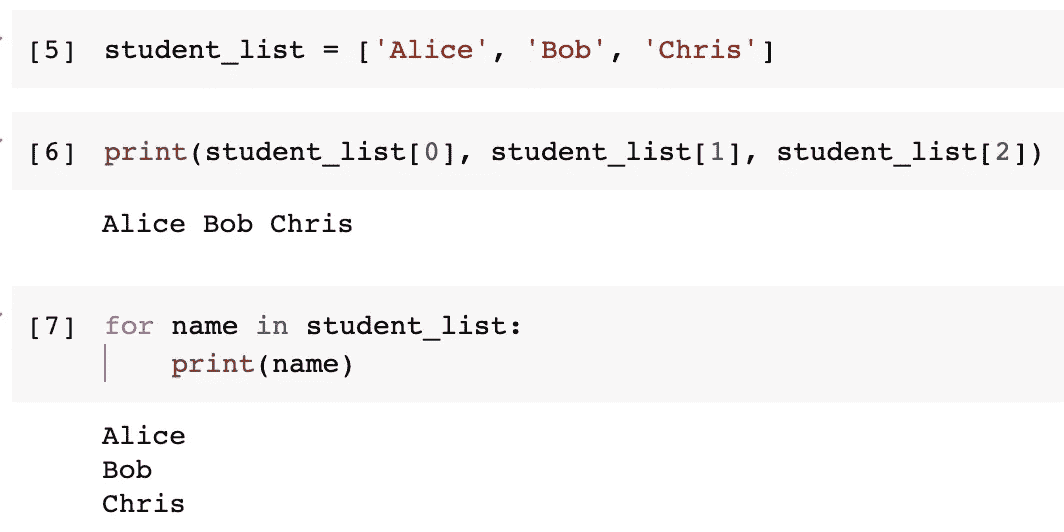 [5] student_list = ['Alice', 'Bob', 'Chris']
[6] print(student_list[0], student_list[1], student_list[2])
Alice Bob Chris
[7] for name in student_list:
print(name)
Alice
Bob
Chris